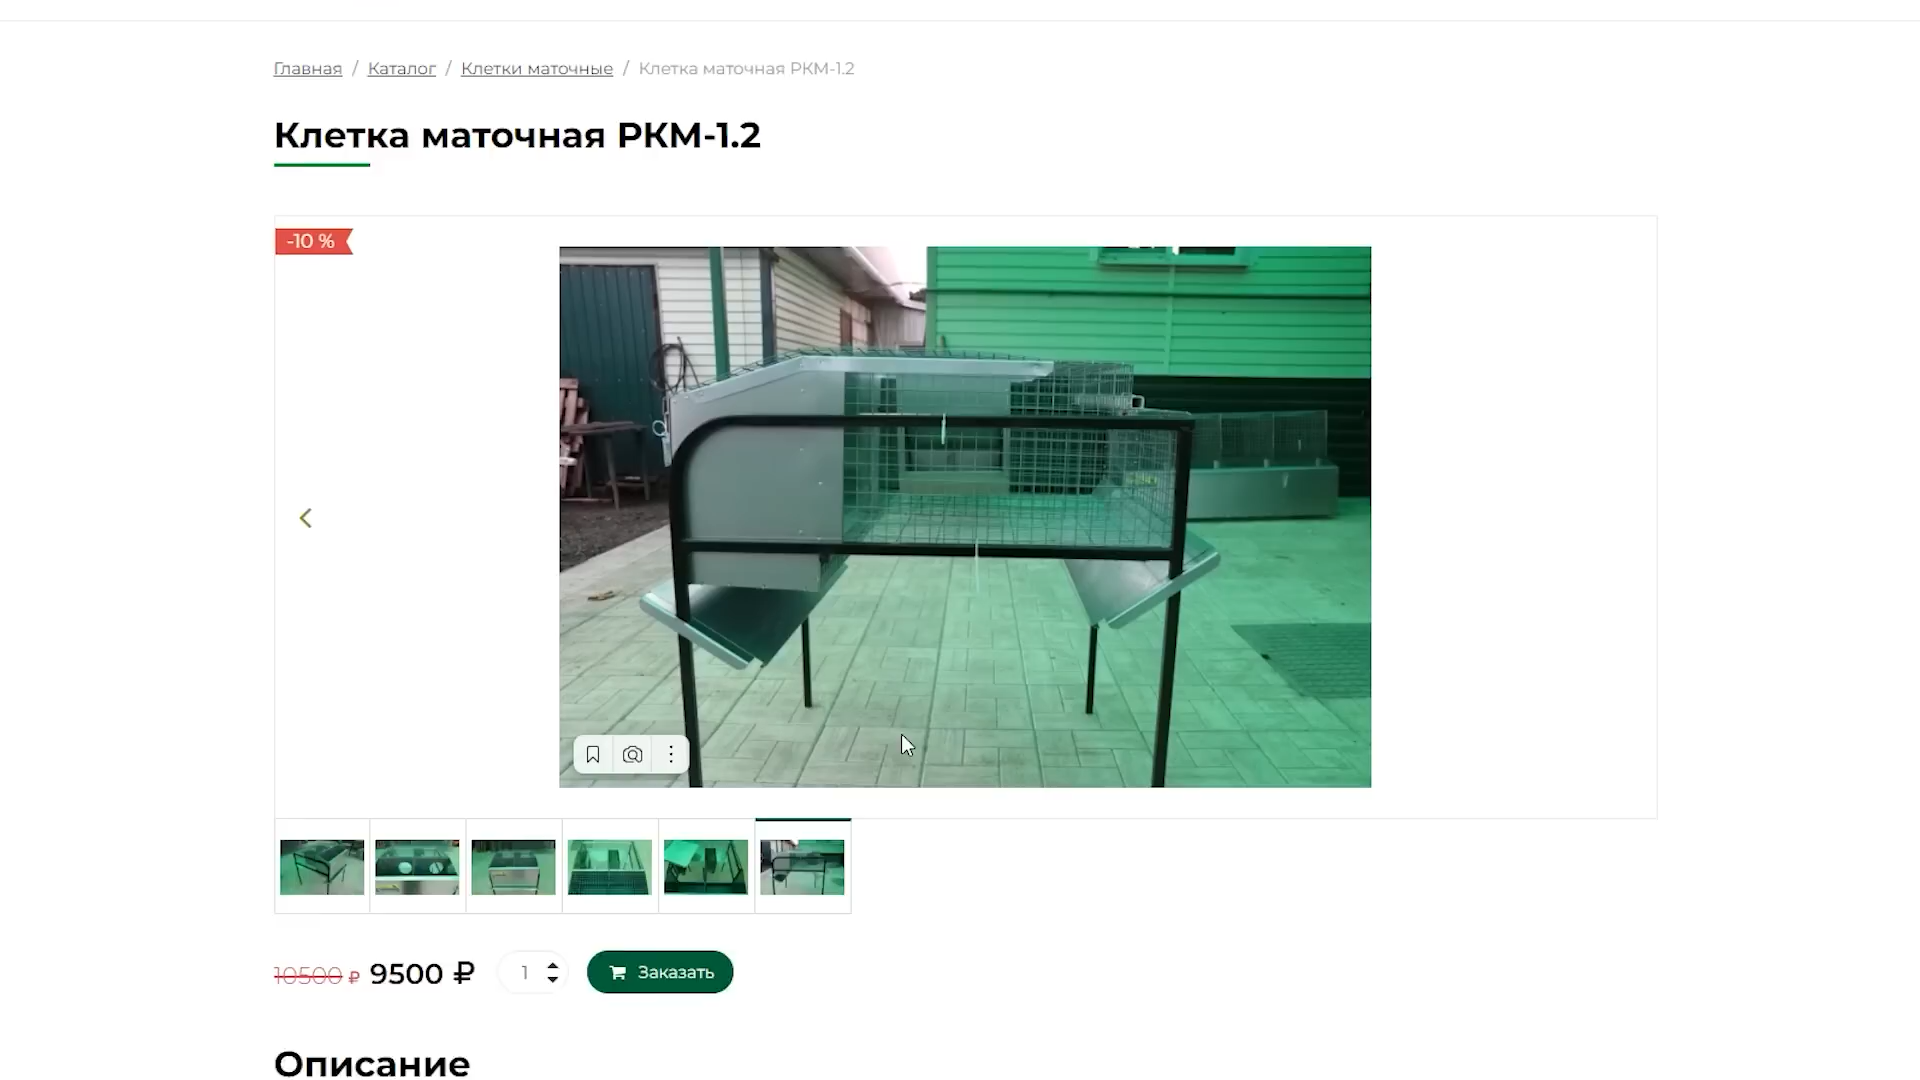 Главная / Каталог / Клетки маточные / Клетка маточная РКМ-1.2
Клетка маточная РКМ-1.2
-10 %
10500 ₽ 9500 ₽ 1 Заказать
Описание